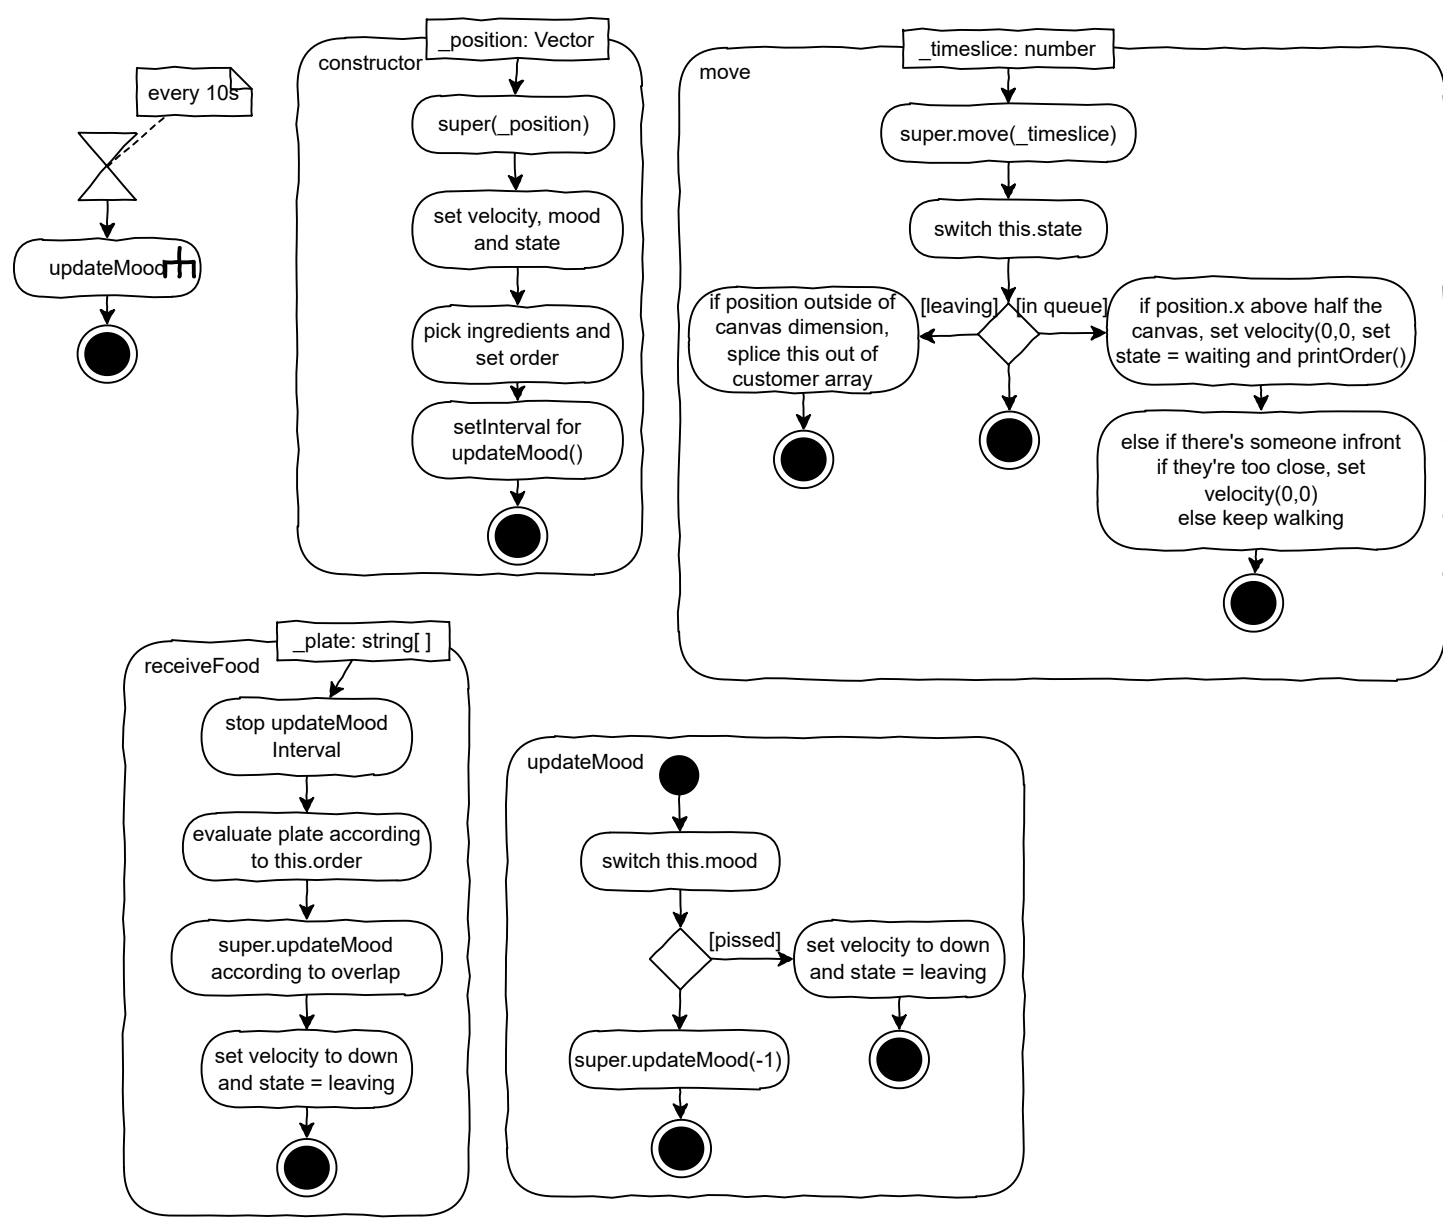 every 10s
updateMood
constructor
_position: Vector
super(_position)
set velocity, mood
and state
pick ingredients and
set order
setInterval for
updateMood()
move
_timeslice: number
super.move(_timeslice)
switch this.state
[leaving]
[in queue]
if position outside of
canvas dimension,
splice this out of
customer array
if position.x above half the
canvas, set velocity(0,0, set
state = waiting and printOrder()
else if there's someone infront
if they're too close, set
velocity(0,0)
else keep walking
receiveFood
_plate: string[ ]
stop updateMood
Interval
evaluate plate according
to this.order
super.updateMood
according to overlap
set velocity to down
and state = leaving
updateMood
switch this.mood
[pissed]
set velocity to down
and state = leaving
super.updateMood(-1)